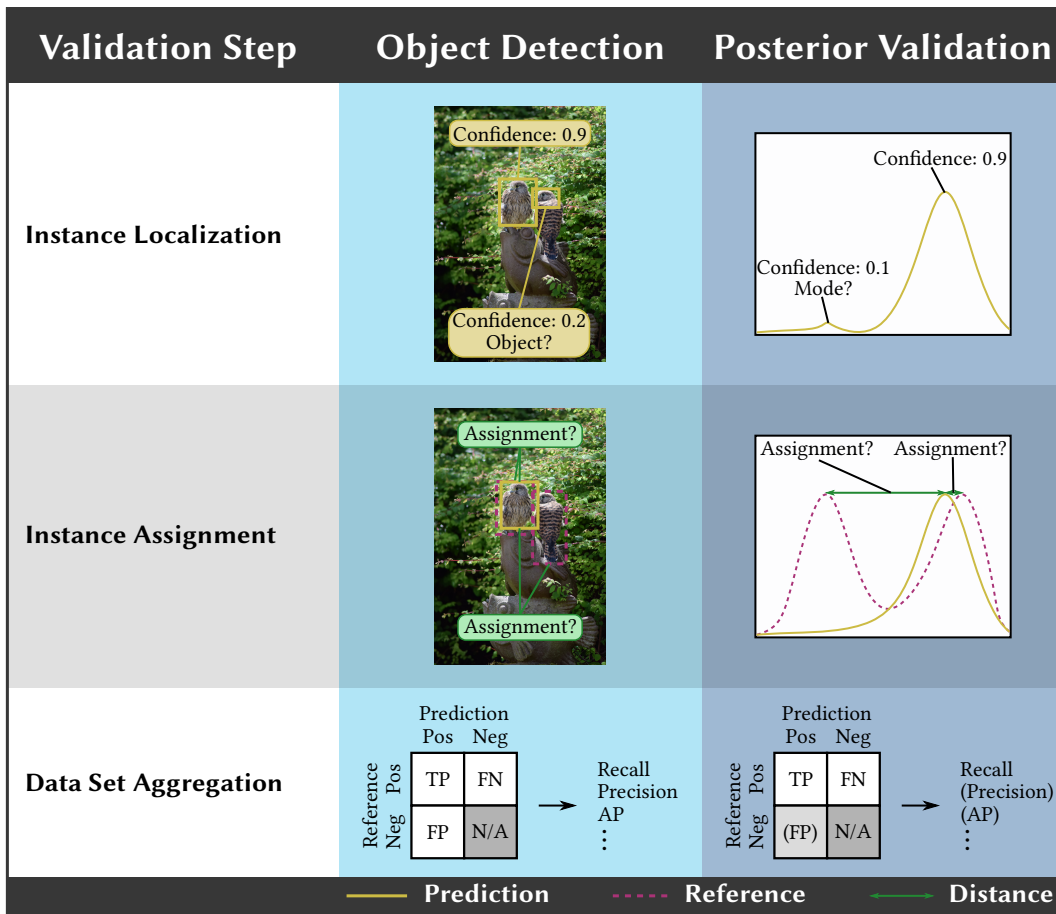 Validation Step
Object Detection
Posterior Validation
Instance Localization
Confidence: 0.9
Confidence: 0.2
Object?
Confidence: 0.9
Confidence: 0.1
Mode?
Instance Assignment
Assignment?
Assignment?
Assignment?
Assignment?
Data Set Aggregation
Prediction
Pos
Neg
Reference
Pos
Neg
TP
FN
FP
N/A
Recall
Precision
AP
⋮
Prediction
Pos
Neg
Reference
Pos
Neg
TP
FN
(FP)
N/A
Recall
(Precision)
(AP)
⋮
Prediction
Reference
Distance